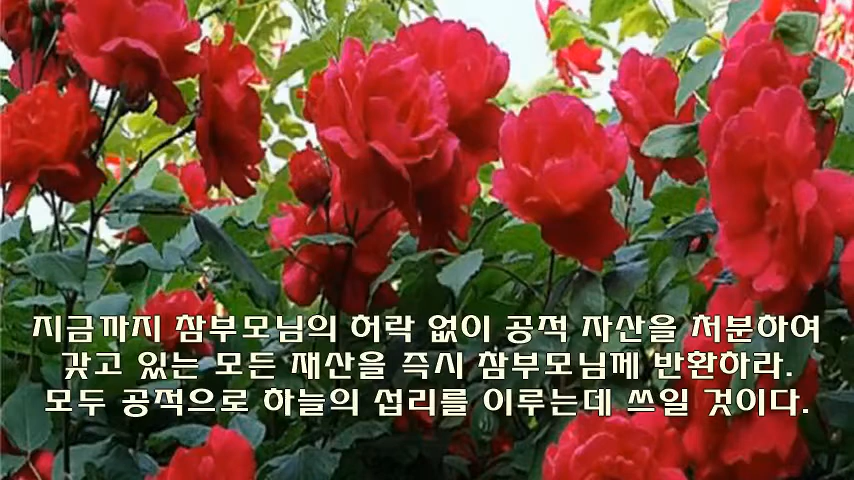 지금까지 참부모님의 허락 없이 공적 자산을 처분하여
갖고 있는 모든 재산을 즉시 참부모님께 반환하라.
모두 공적으로 하늘의 섭리를 이루는데 쓰일 것이다.